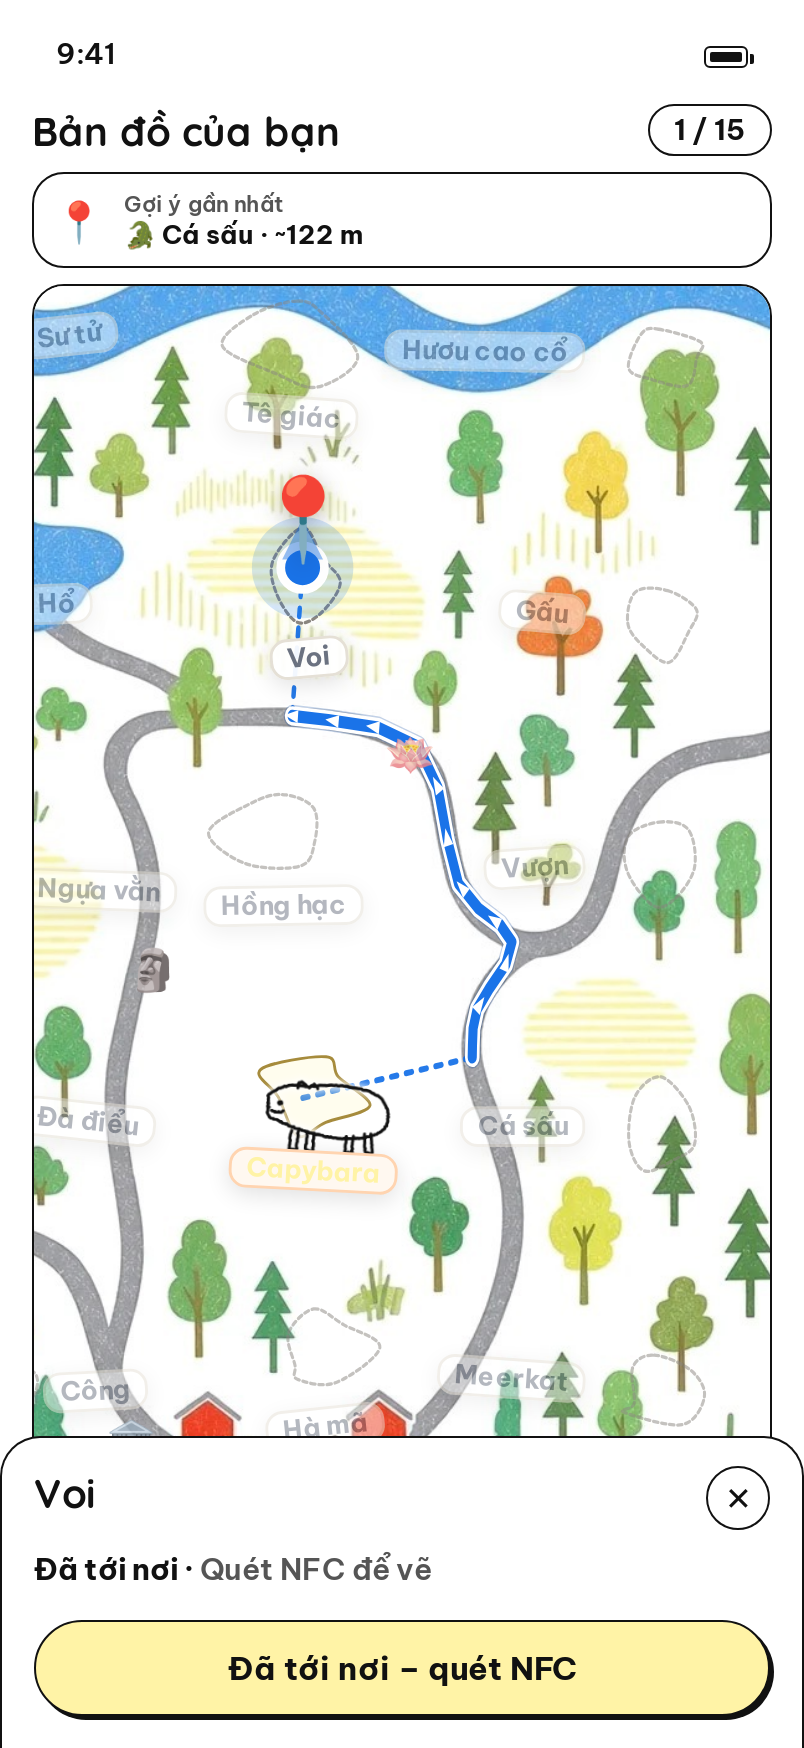 9:41
Bản đồ của bạn
1 / 15
Gợi ý gần nhất
Cá sấu · ~122 m
Sư tử
Hươu cao cổ
Tê giác
Hổ
Gấu
Voi
Vượn
Ngựa vằn
Hồng hạc
Đà điểu
Cá sấu
Capybara
Công
Meerkat
Hà mã
Voi
Đã tới nơi · Quét NFC để vẽ
Đã tới nơi – quét NFC